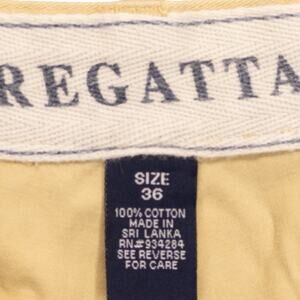 REGATTA
SIZE
36
100% COTTON
MADE IN
SRI LANKA
RN#934284
SEE REVERSE
FOR CARE